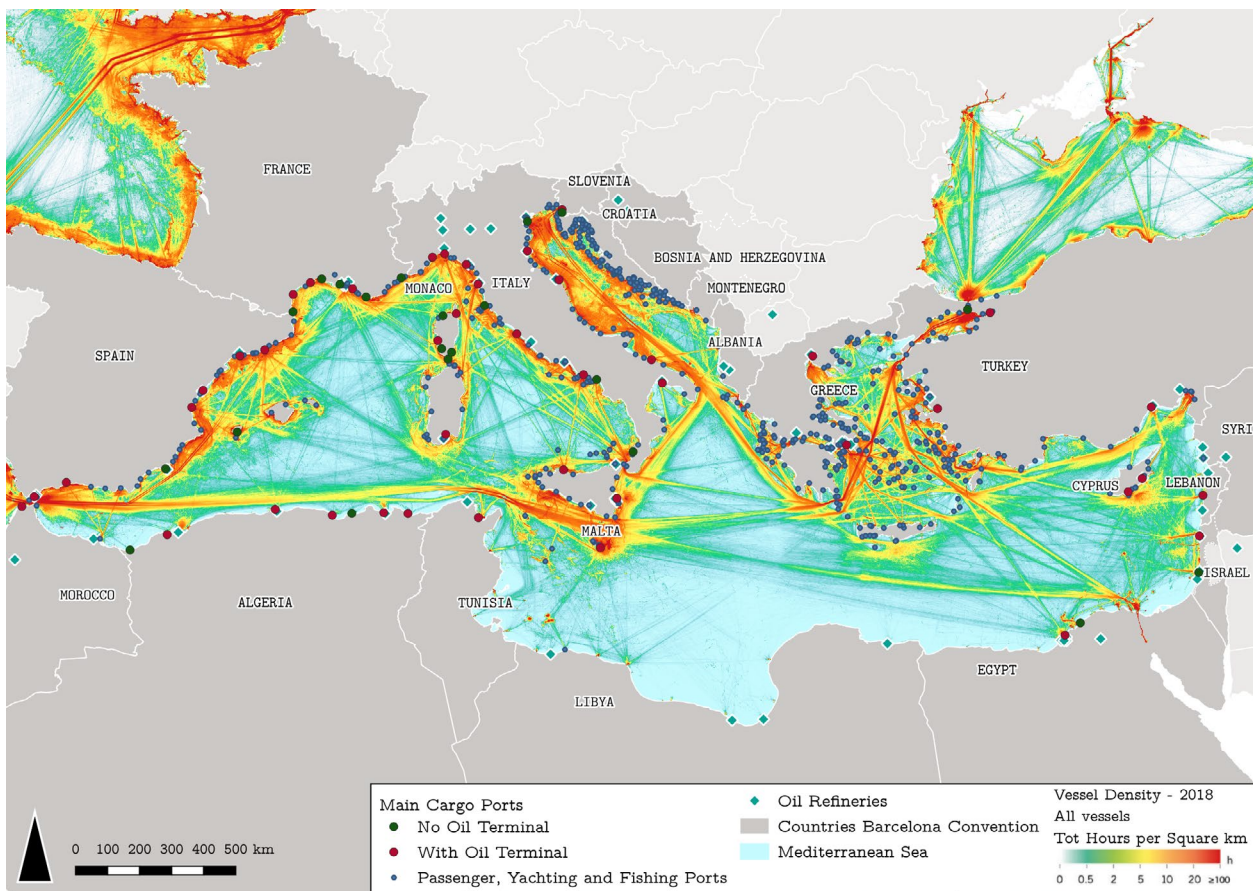 FRANCE
SLOVENIA
CROATIA
BOSNIA AND HERZEGOVINA
MONACO
ITALY
MONTENEGRO
SPAIN
ALBANIA
GREECE
TURKEY
SYRI
CYPRUS
LEBANON
MALTA
ISRAEL
MOROCCO
ALGERIA
TUNISIA
EGYPT
LIBYA
Main Cargo Ports
No Oil Terminal
With Oil Terminal
Passenger, Yachting and Fishing Ports
Oil Refineries
Countries Barcelona Convention
Mediterranean Sea
Vessel Density - 2018
All vessels
Tot Hours per Square km
h
0 0.5 2 5 10 20 ≥100
0 100 200 300 400 500 km